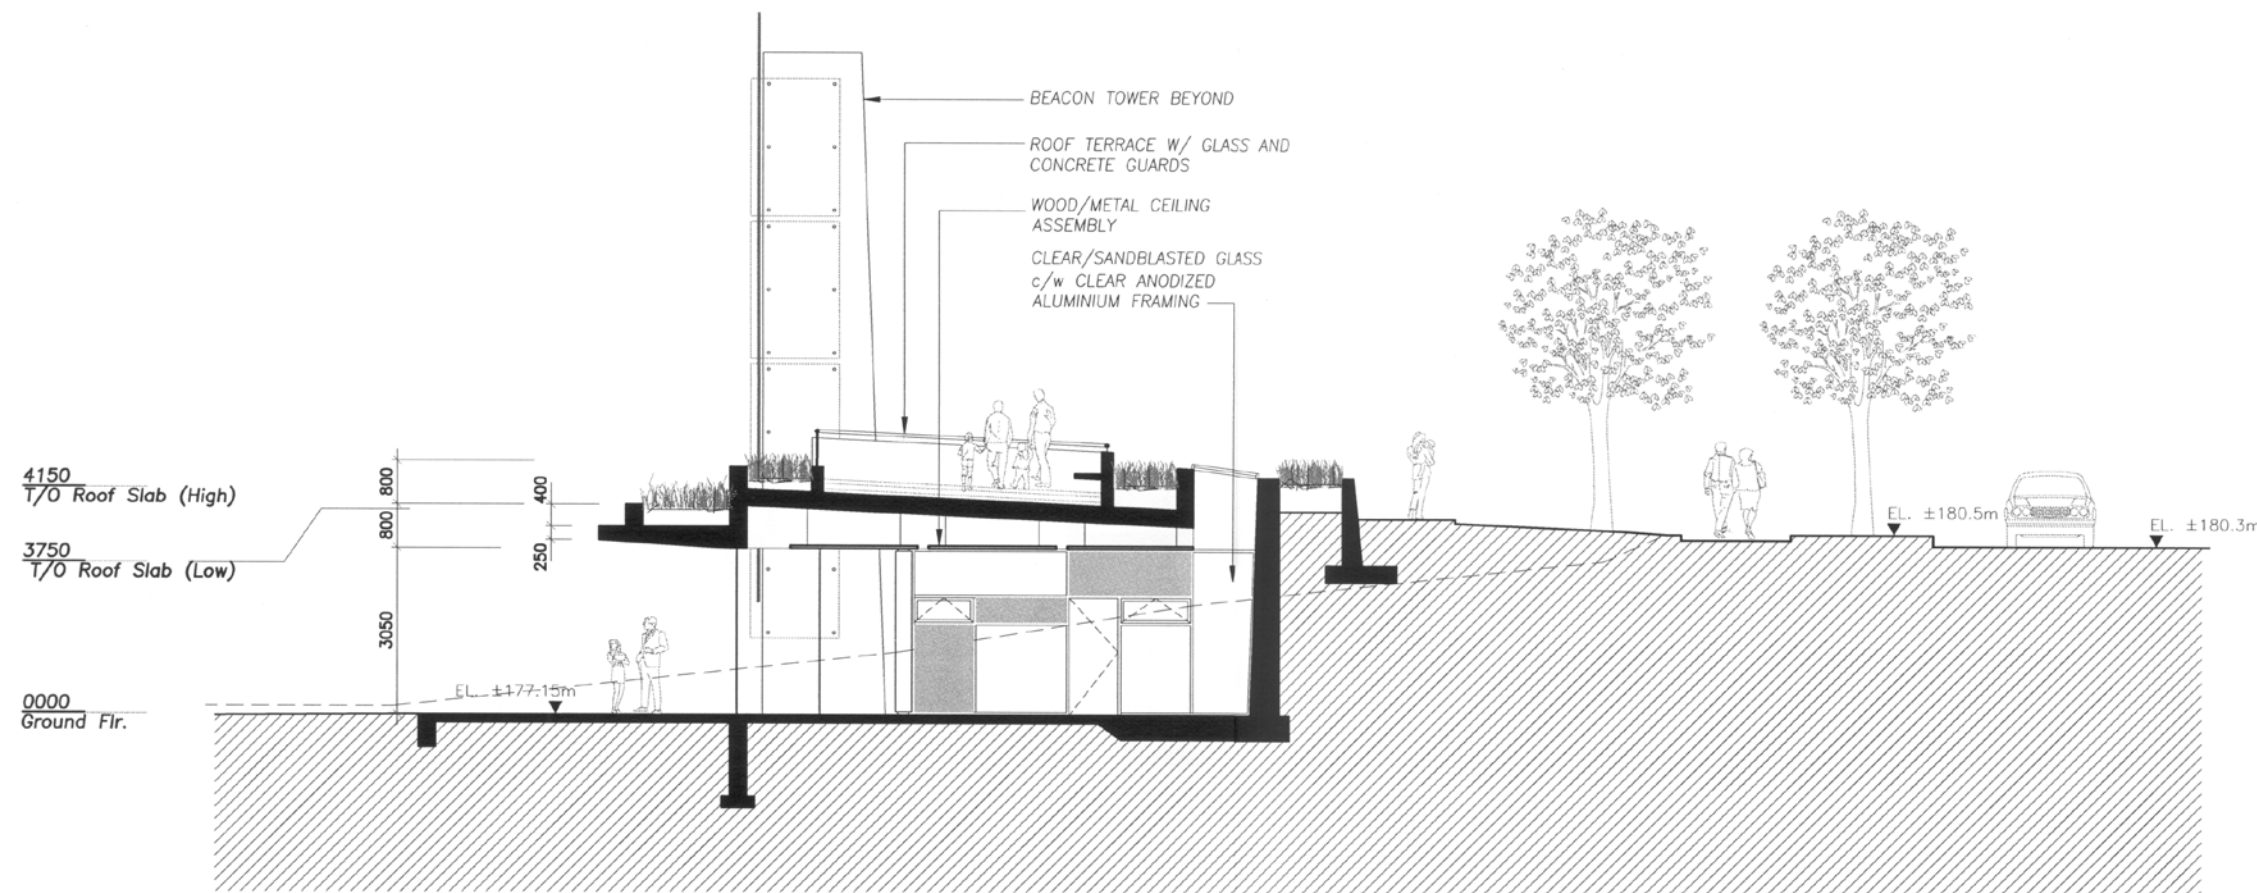 BEACON TOWER BEYOND
ROOF TERRACE W/ GLASS AND
CONCRETE GUARDS
WOOD/METAL CEILING
ASSEMBLY
CLEAR/SANDBLASTED GLASS
c/w CLEAR ANODIZED
ALUMINIUM FRAMING
4150
T/O Roof Slab (High)
3750
T/O Roof Slab (Low)
0000
Ground Flr.
800
800
3050
400
250
EL. ±177.15m
EL. ±180.5m
EL. ±180.3m